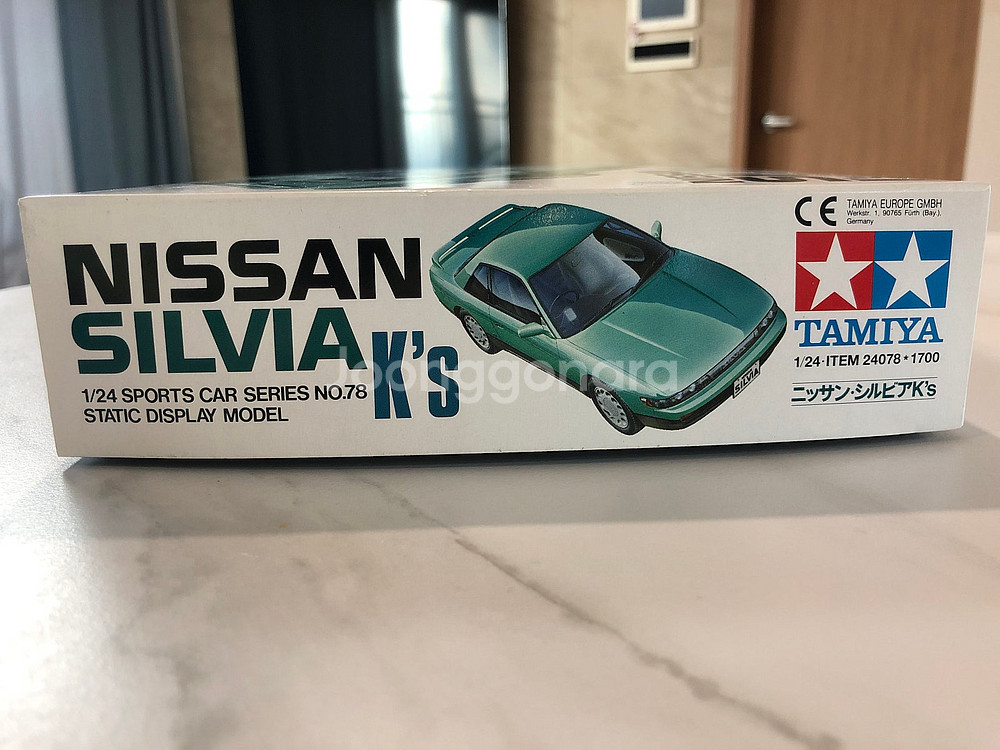 NISSAN
SILVIA K's
1/24 SPORTS CAR SERIES NO.78
STATIC DISPLAY MODEL
SILVIA
CE TAMIYA EUROPE GMBH
Werkstr. 1, 90765 Fürth (Bay.),
Germany
TAMIYA
1/24·ITEM 24078★1700
ニッサン・シルビアK's
Joonggonara